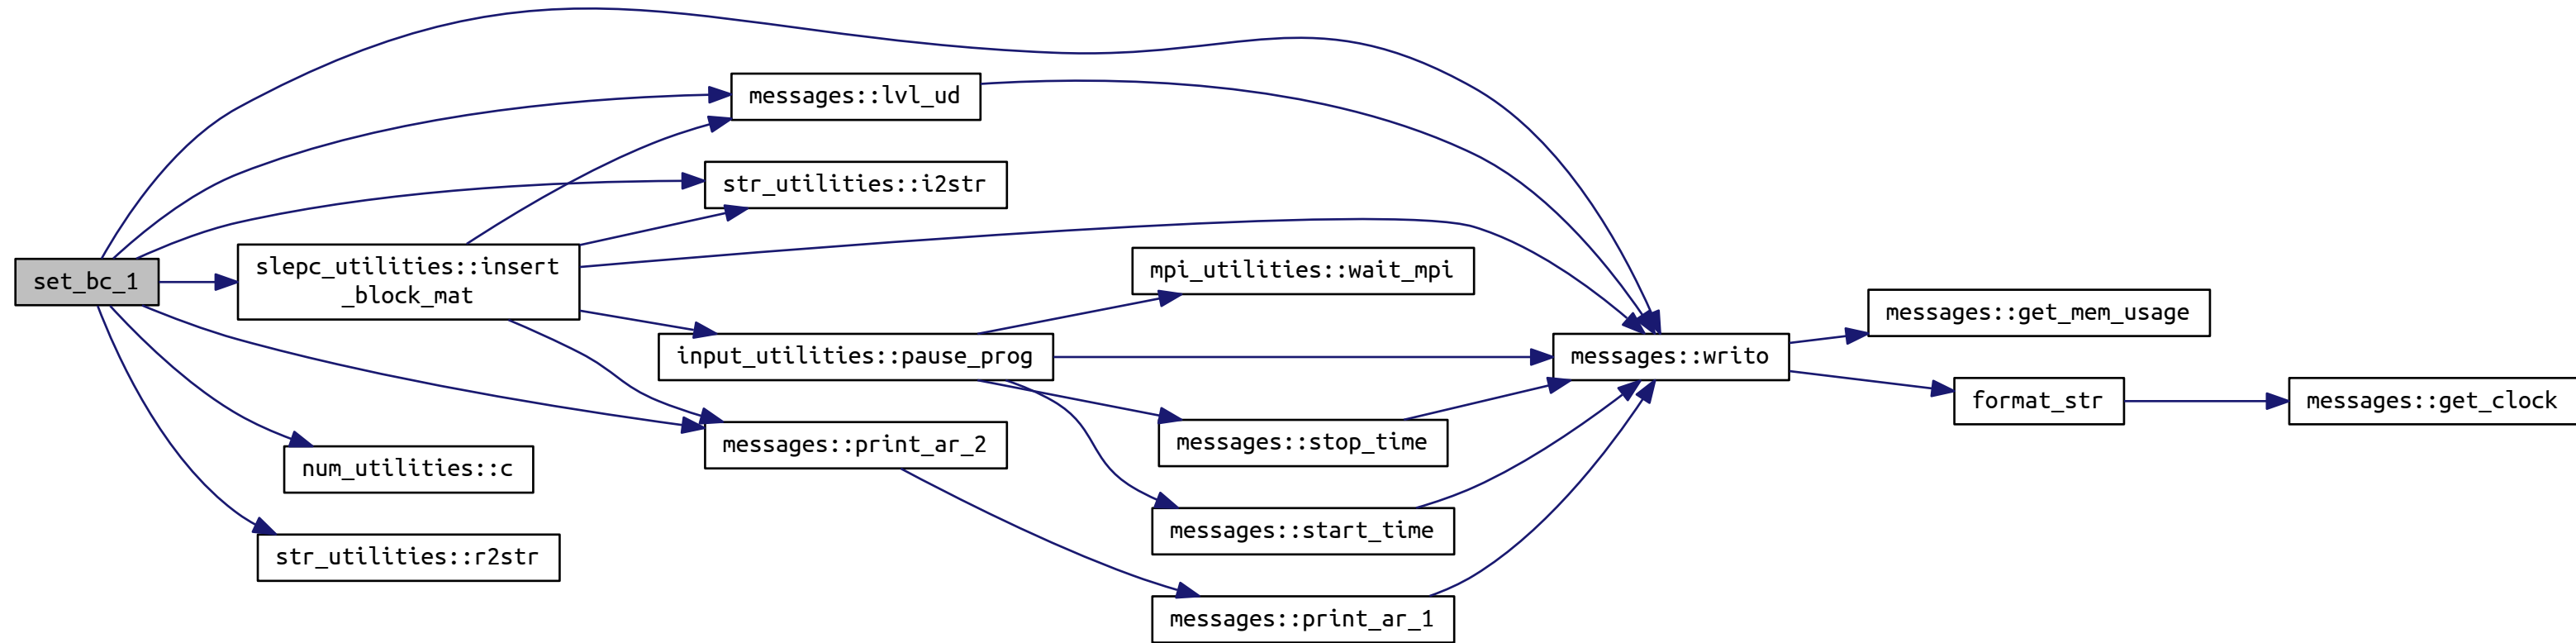 set_bc_1
slepc_utilities::insert
_block_mat
messages::lvl_ud
str_utilities::i2str
input_utilities::pause_prog
messages::print_ar_2
num_utilities::c
str_utilities::r2str
mpi_utilities::wait_mpi
messages::stop_time
messages::start_time
messages::print_ar_1
messages::writo
messages::get_mem_usage
format_str
messages::get_clock